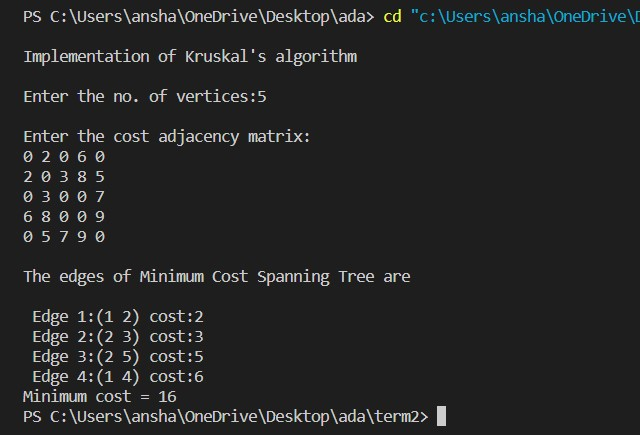 PS C:\Users\ansha\OneDrive\Desktop\ada> cd "c:\Users\ansha\OneDrive\D
Implementation of Kruskal's algorithm
Enter the no. of vertices:5
Enter the cost adjacency matrix:
0 2 0 6 0
2 0 3 8 5
0 3 0 0 7
6 8 0 0 9
0 5 7 9 0
The edges of Minimum Cost Spanning Tree are
Edge 1:(1 2) cost:2
Edge 2:(2 3) cost:3
Edge 3:(2 5) cost:5
Edge 4:(1 4) cost:6
Minimum cost = 16
PS C:\Users\ansha\OneDrive\Desktop\ada\term2>